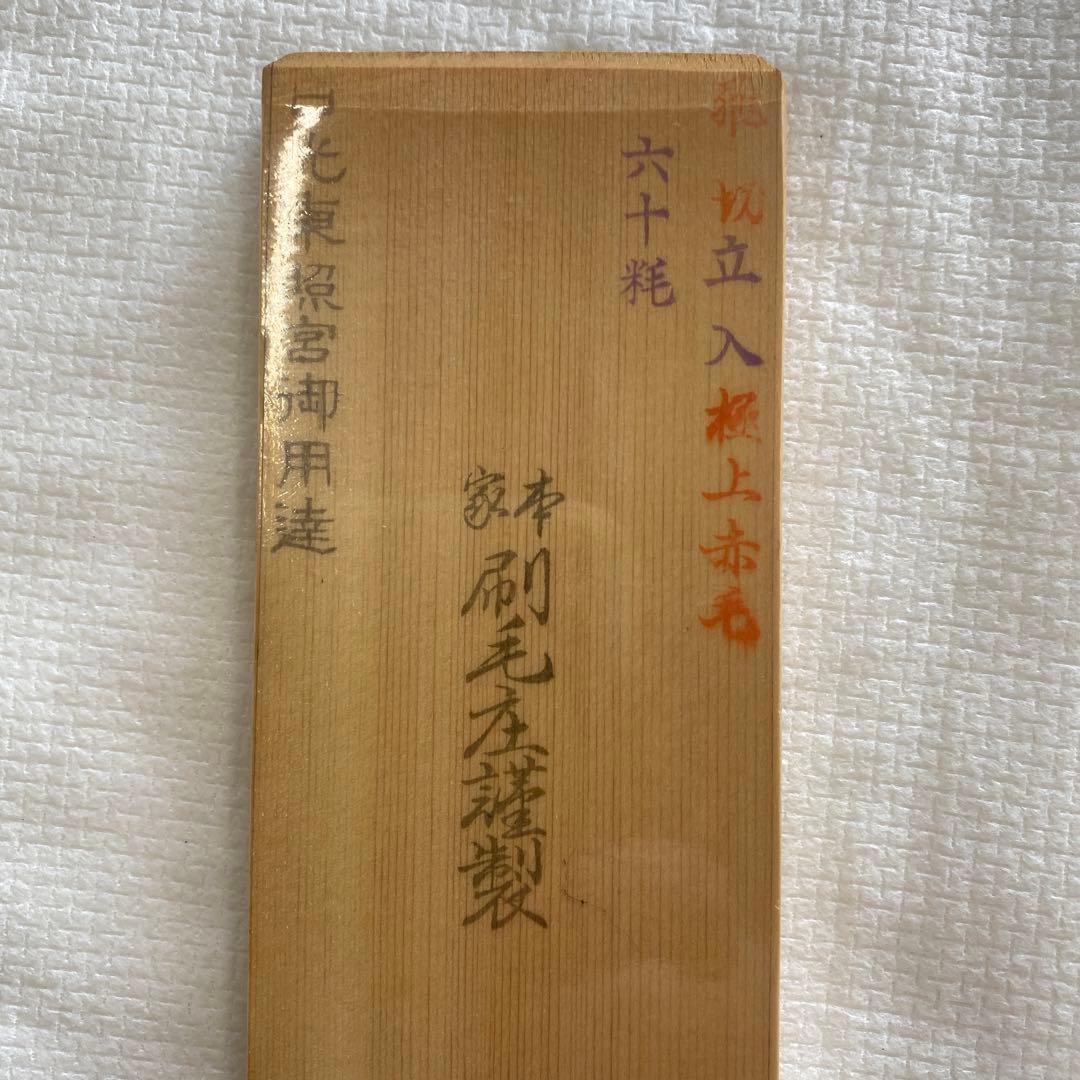 飛切立入極上赤毛
六十粍
本家
刷毛庄謹製
日光東照宮御用達